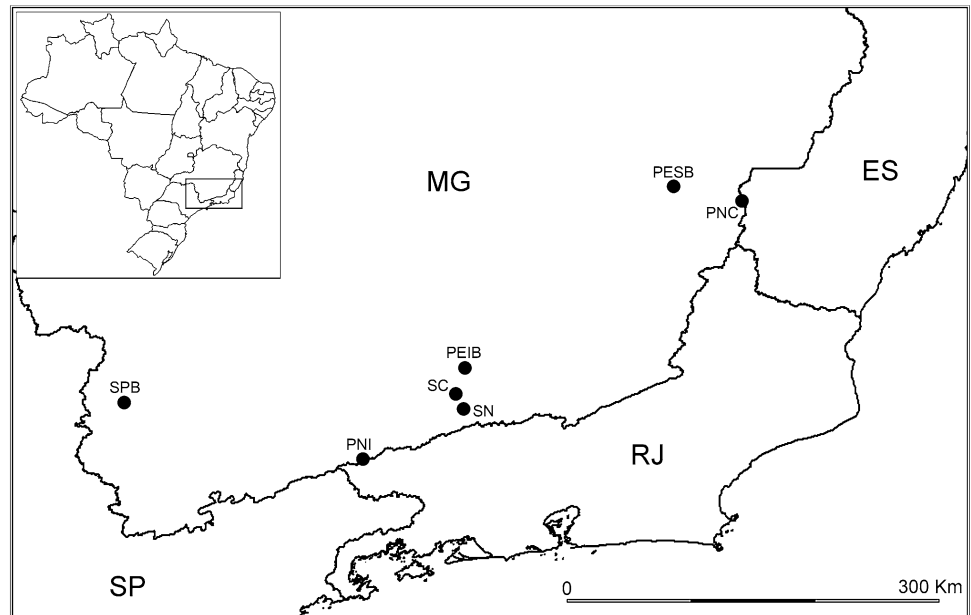 MG
ES
PESB
PNC
PEIB
SC
SN
SPB
PNI
RJ
SP
0
300 Km